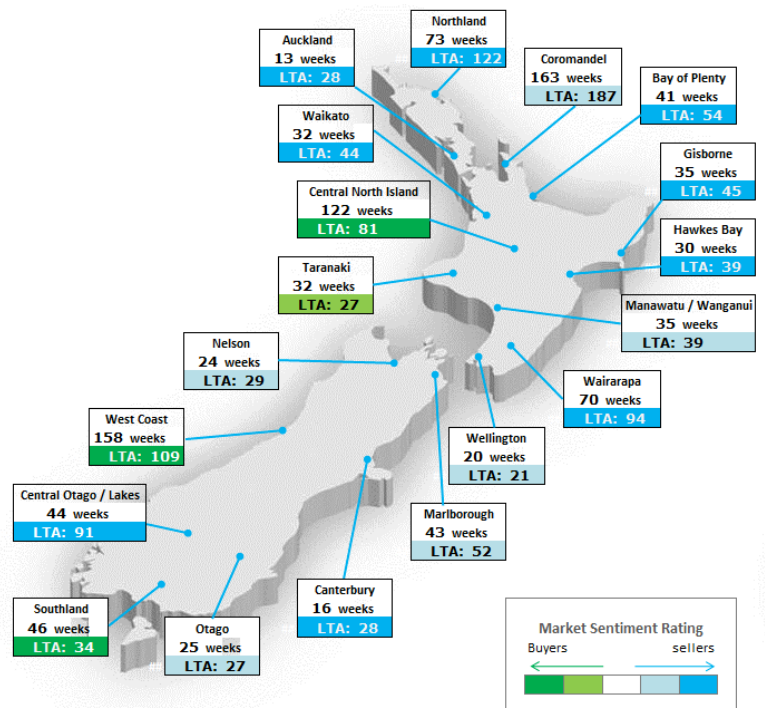 Northland
73 weeks
LTA: 122
Auckland
13 weeks
LTA: 28
Coromandel
163 weeks
LTA: 187
Bay of Plenty
41 weeks
LTA: 54
Waikato
32 weeks
LTA: 44
Gisborne
35 weeks
LTA: 45
Central North Island
122 weeks
LTA: 81
Hawkes Bay
30 weeks
LTA: 39
Taranaki
32 weeks
LTA: 27
Manawatu / Wanganui
35 weeks
LTA: 39
Nelson
24 weeks
LTA: 29
Wairarapa
70 weeks
LTA: 94
West Coast
158 weeks
LTA: 109
Wellington
20 weeks
LTA: 21
Central Otago / Lakes
44 weeks
LTA: 91
Marlborough
43 weeks
LTA: 52
Canterbury
16 weeks
LTA: 28
Southland
46 weeks
LTA: 34
Otago
25 weeks
LTA: 27
Market Sentiment Rating
Buyers sellers